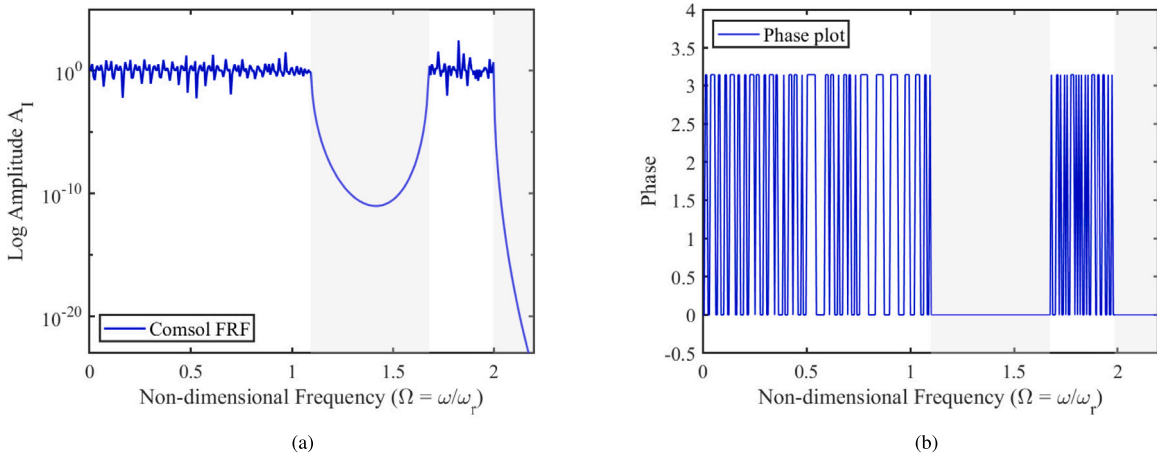 Log Amplitude A_I
10^0
10^-10
10^-20
Comsol FRF
0 0.5 1 1.5 2
Non-dimensional Frequency (Ω = ω/ω_r)
(a)
Phase
4
3.5
3
2.5
2
1.5
1
0.5
0
-0.5
Phase plot
0 0.5 1 1.5 2
Non-dimensional Frequency (Ω = ω/ω_r)
(b)